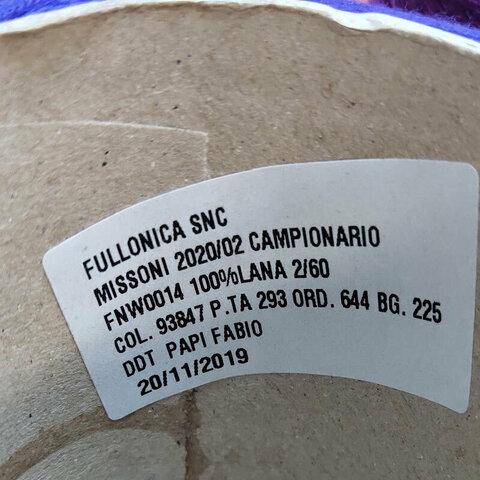 FULLONICA SNC
MISSONI 2020/02 CAMPIONARIO
FNW0014 100%LANA 2/60
COL. 93847 P.TA 293 ORD. 644 BG. 225
DDT PAPI FABIO
20/11/2019